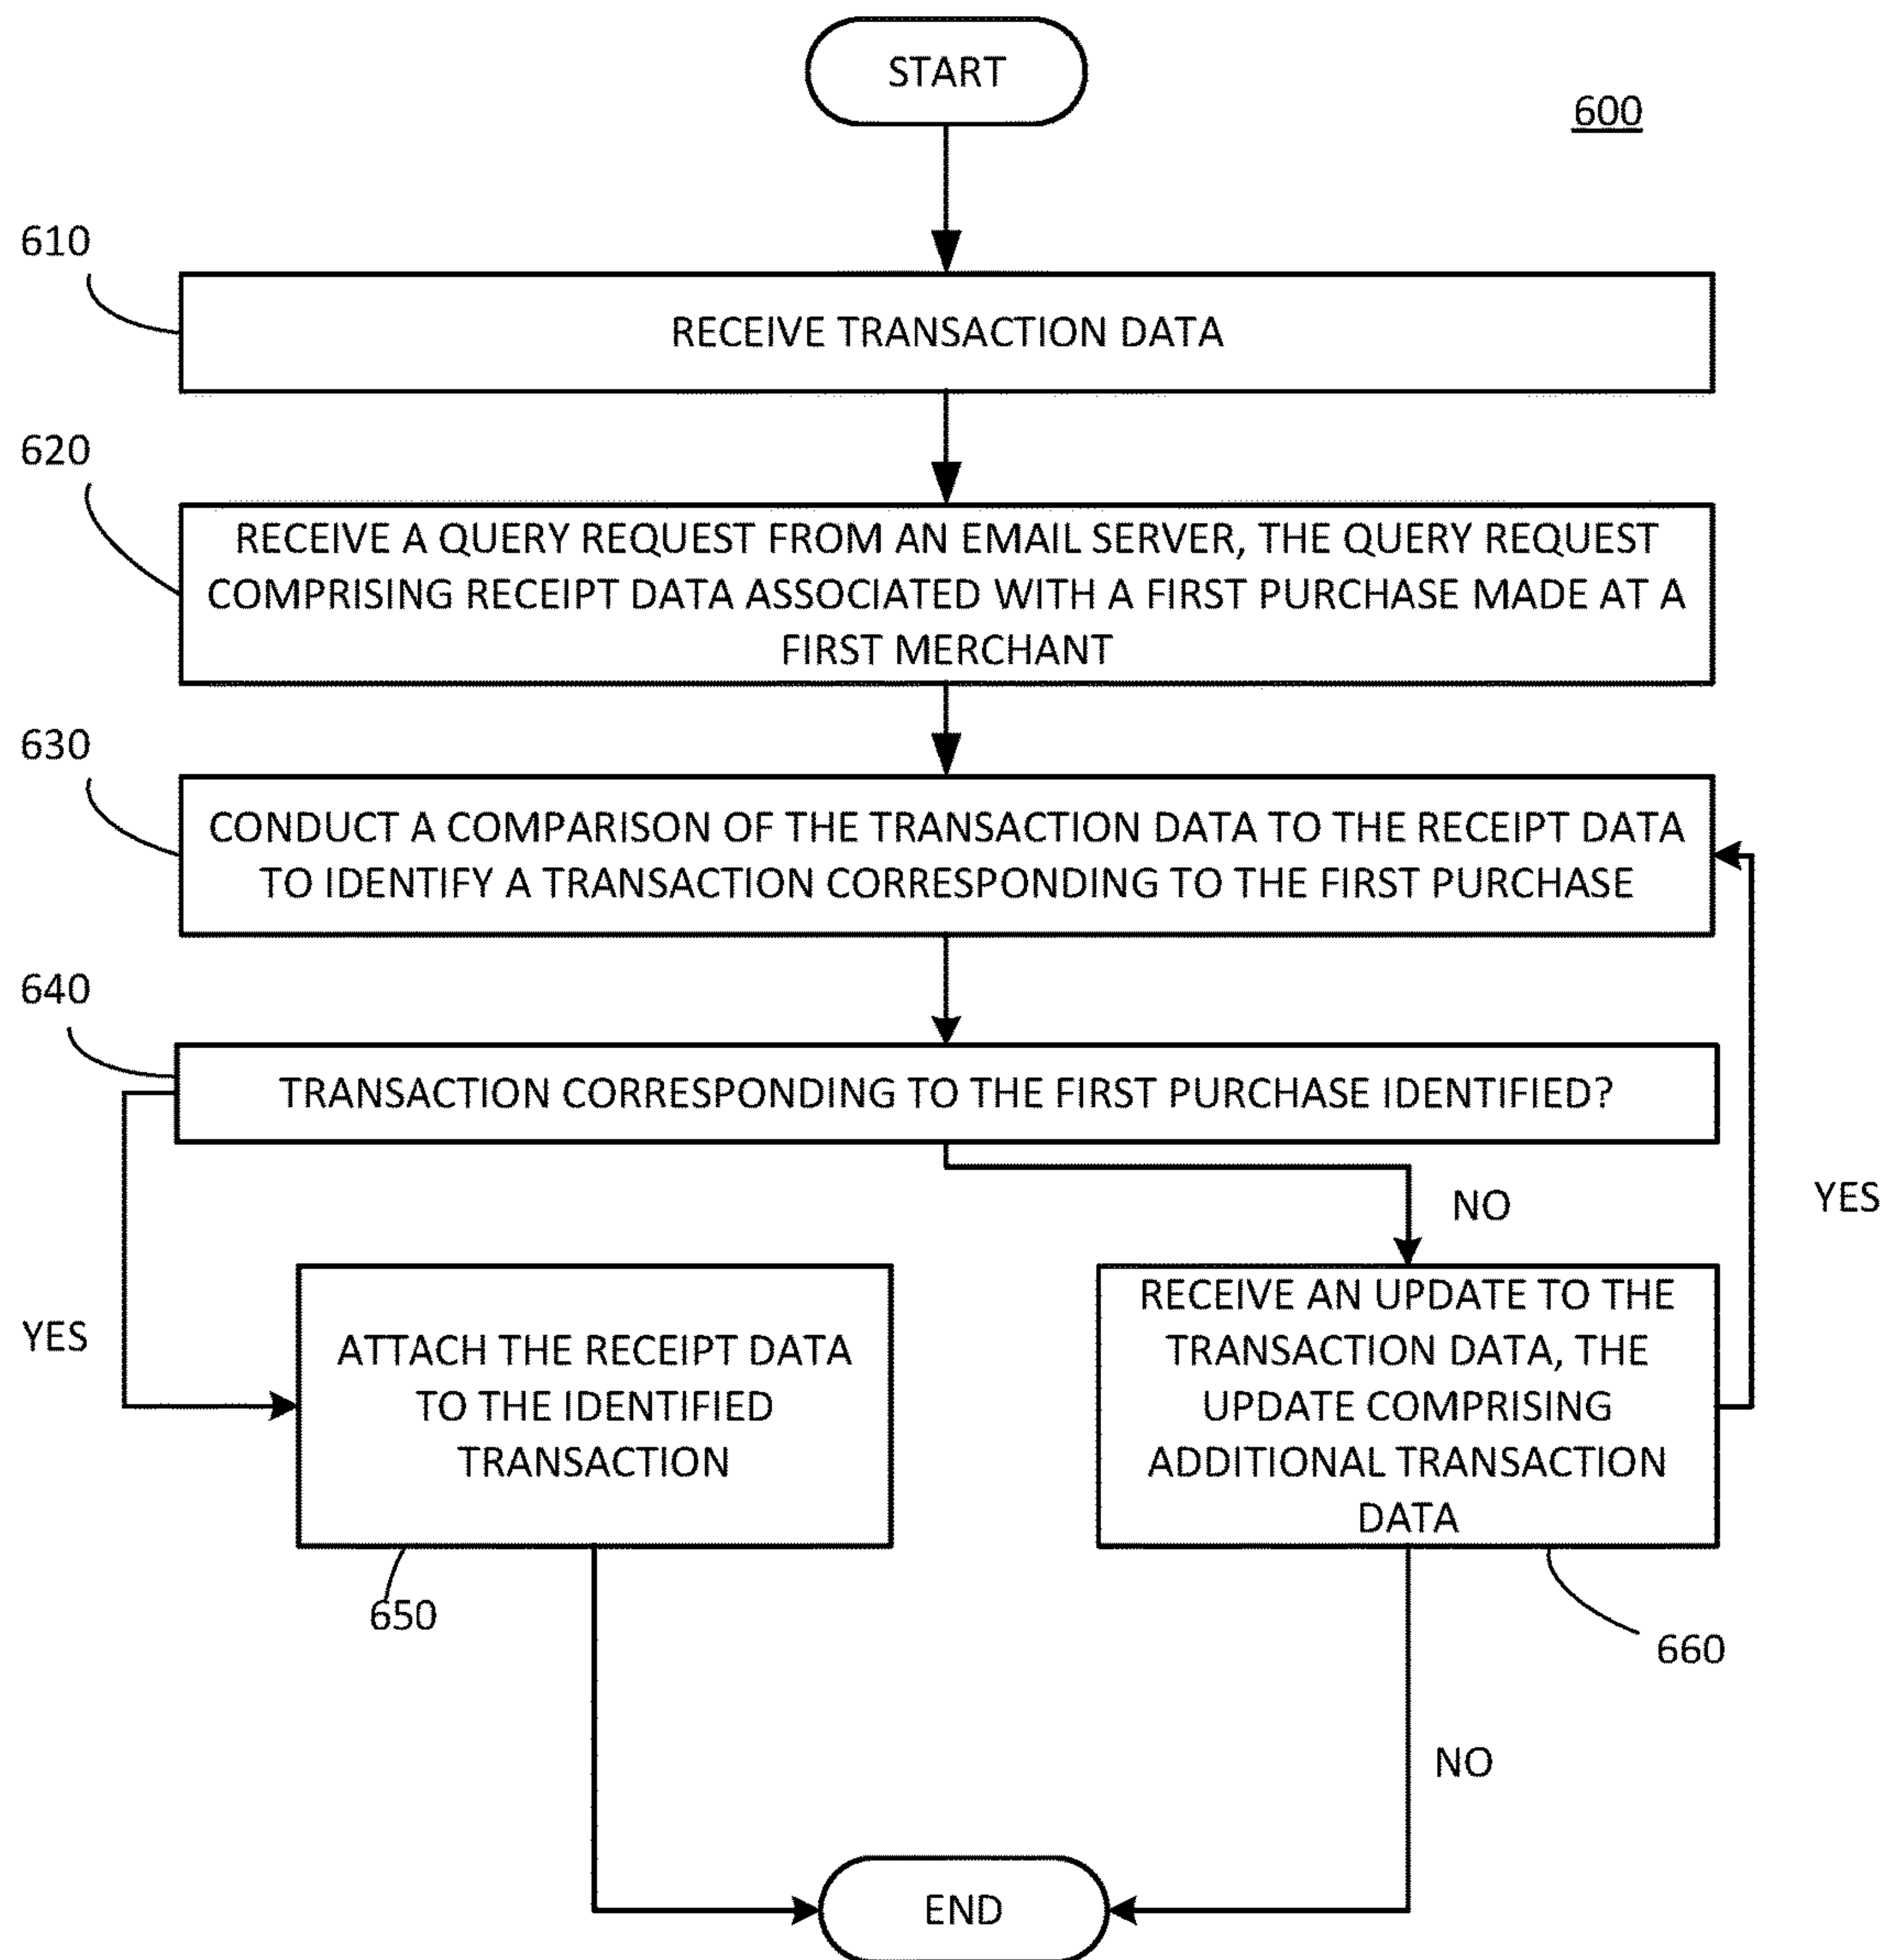 START
600
610
RECEIVE TRANSACTION DATA
620
RECEIVE A QUERY REQUEST FROM AN EMAIL SERVER, THE QUERY REQUEST
COMPRISING RECEIPT DATA ASSOCIATED WITH A FIRST PURCHASE MADE AT A
FIRST MERCHANT
630
CONDUCT A COMPARISON OF THE TRANSACTION DATA TO THE RECEIPT DATA
TO IDENTIFY A TRANSACTION CORRESPONDING TO THE FIRST PURCHASE
640
TRANSACTION CORRESPONDING TO THE FIRST PURCHASE IDENTIFIED?
NO
YES
YES
ATTACH THE RECEIPT DATA
TO THE IDENTIFIED
TRANSACTION
650
RECEIVE AN UPDATE TO THE
TRANSACTION DATA, THE
UPDATE COMPRISING
ADDITIONAL TRANSACTION
DATA
660
NO
END